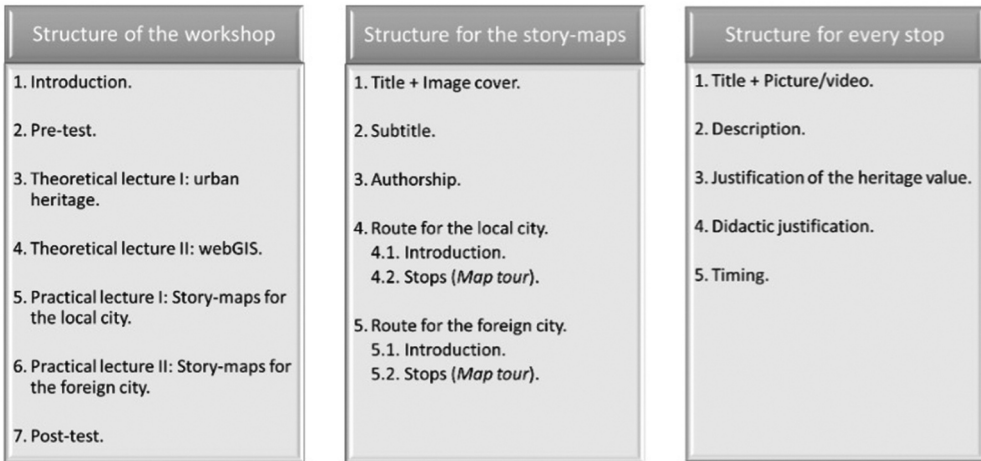 Structure of the workshop
1. Introduction.
2. Pre-test.
3. Theoretical lecture I: urban
heritage.
4. Theoretical lecture II: webGIS.
5. Practical lecture I: Story-maps for
the local city.
6. Practical lecture II: Story-maps for
the foreign city.
7. Post-test.
Structure for the story-maps
1. Title + Image cover.
2. Subtitle.
3. Authorship.
4. Route for the local city.
4.1. Introduction.
4.2. Stops (Map tour).
5. Route for the foreign city.
5.1. Introduction.
5.2. Stops (Map tour).
Structure for every stop
1. Title + Picture/video.
2. Description.
3. Justification of the heritage value.
4. Didactic justification.
5. Timing.